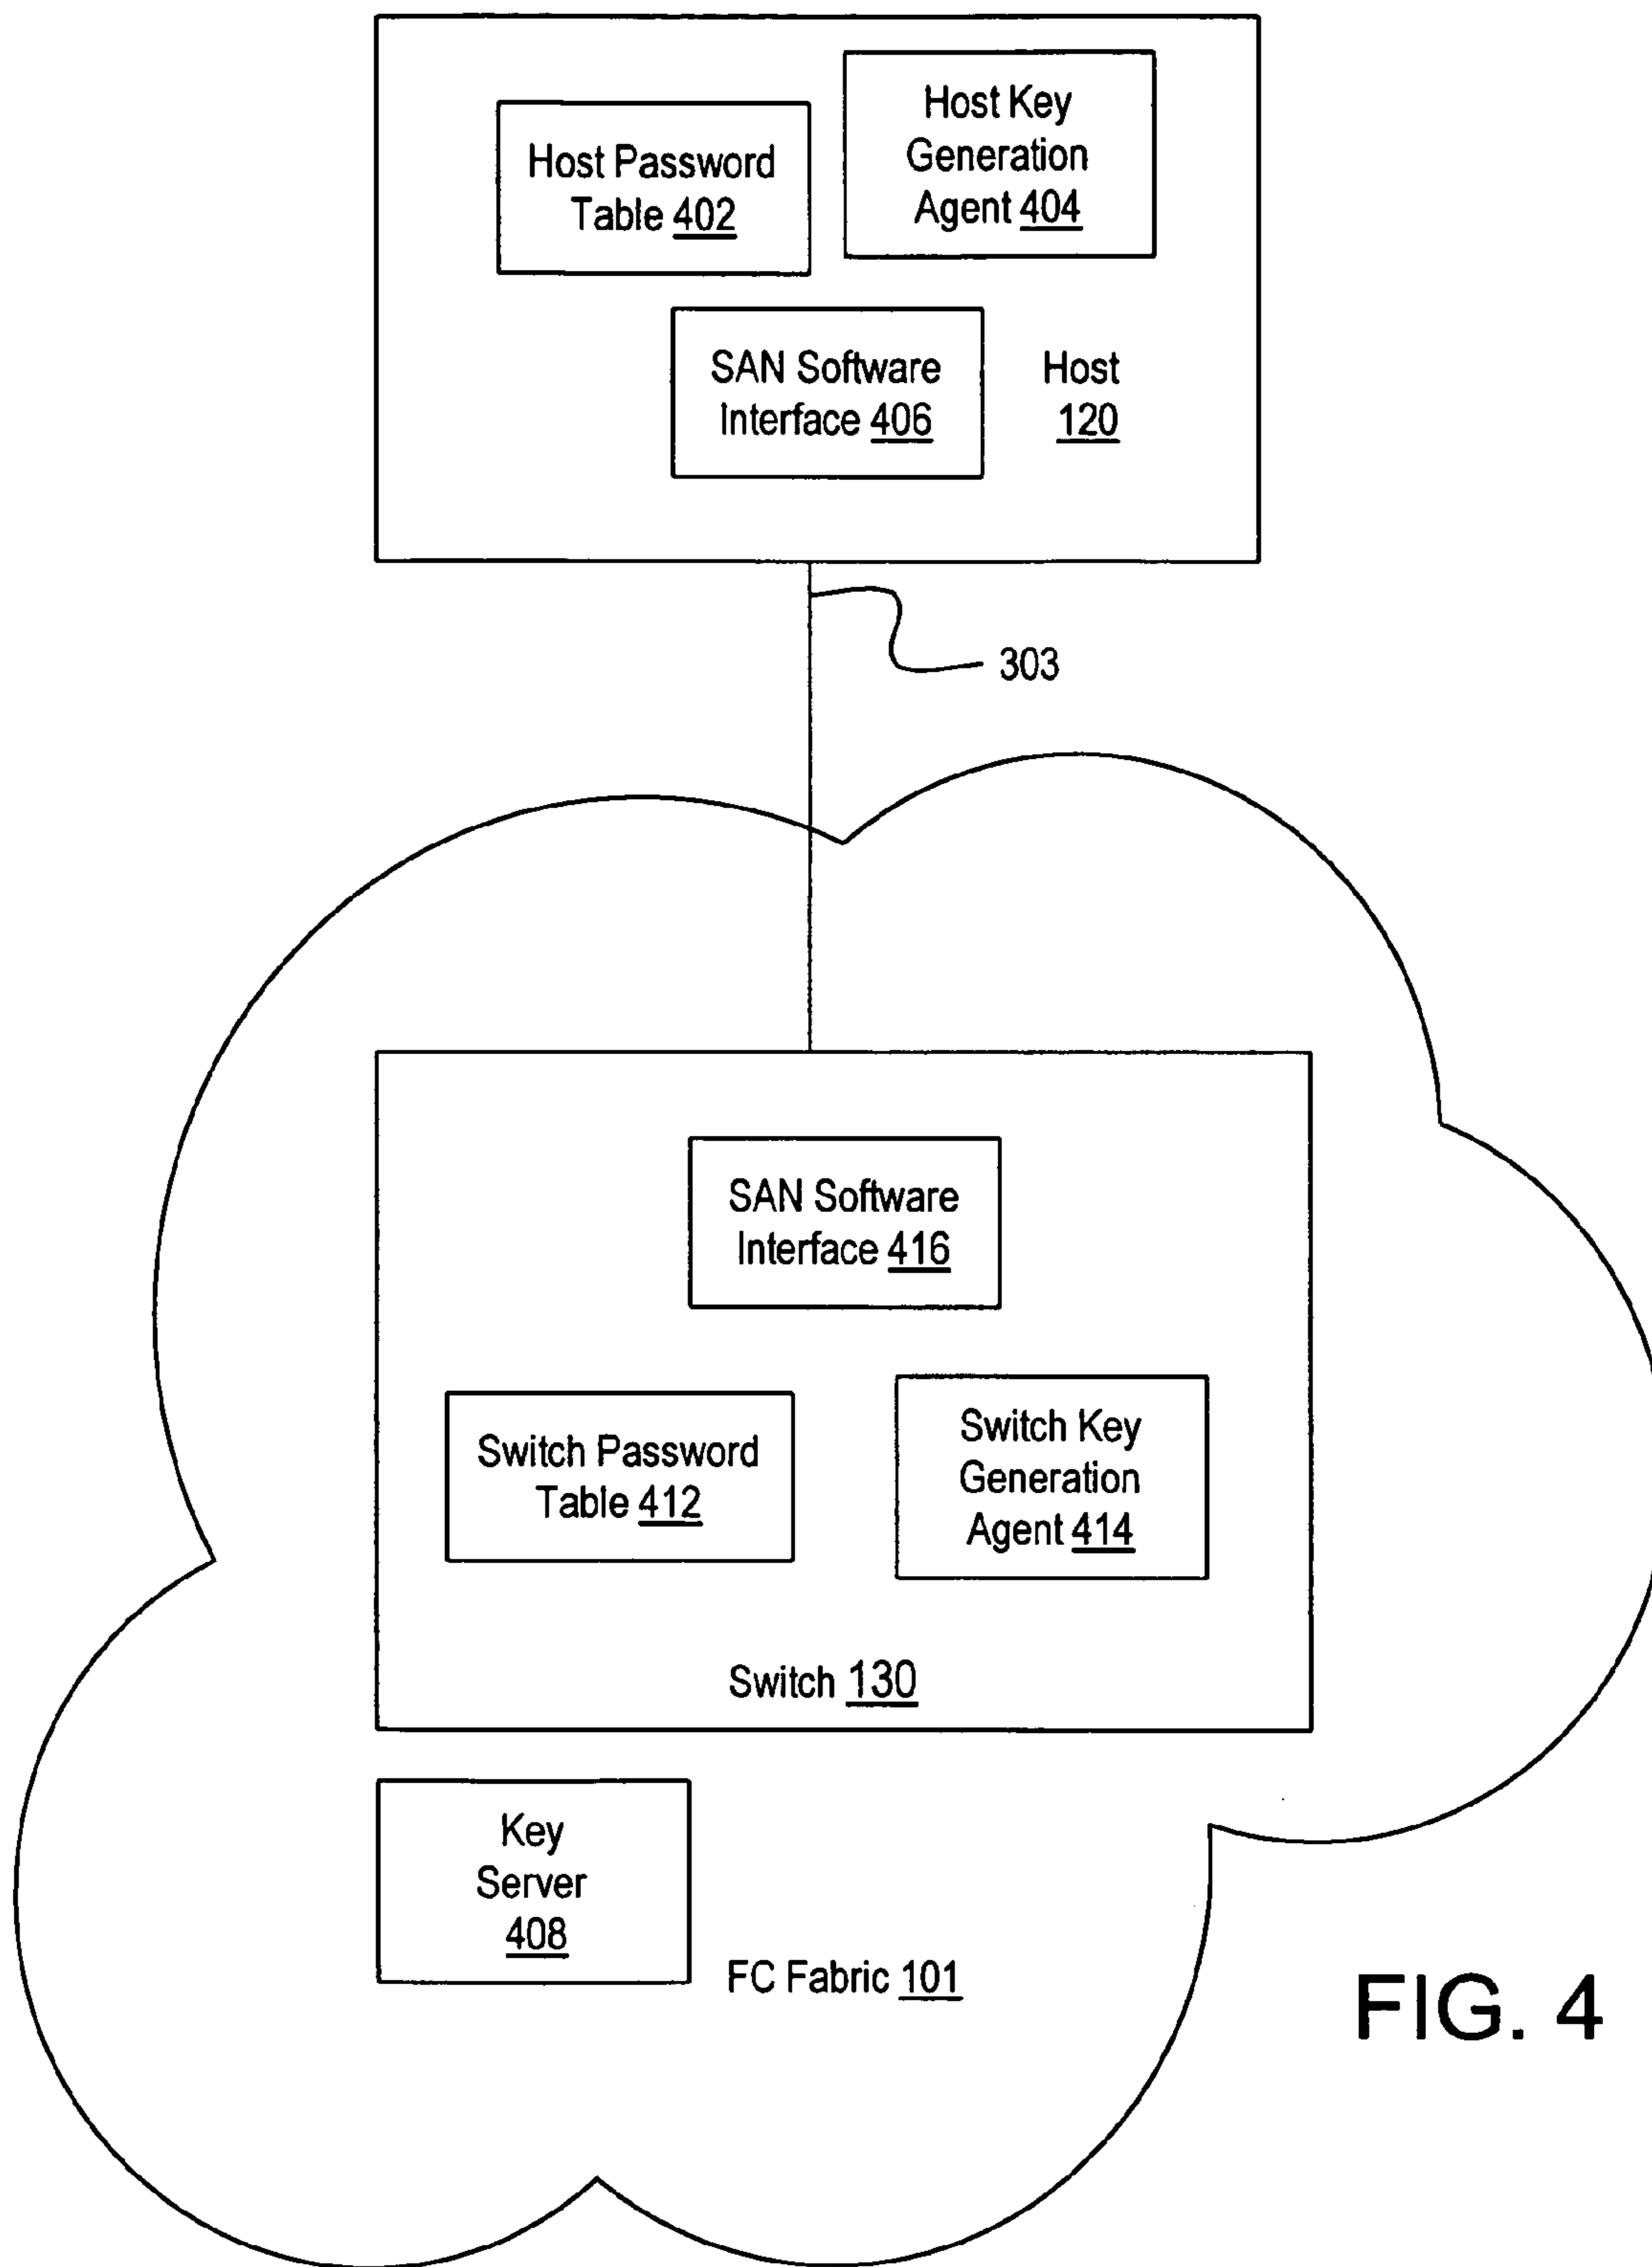 Host Key
Generation
Agent 404
Host Password
Table 402
SAN Software
Interface 406
Host
120
303
SAN Software
Interface 416
Switch Password
Table 412
Switch Key
Generation
Agent 414
Switch 130
Key
Server
408
FC Fabric 101
FIG. 4